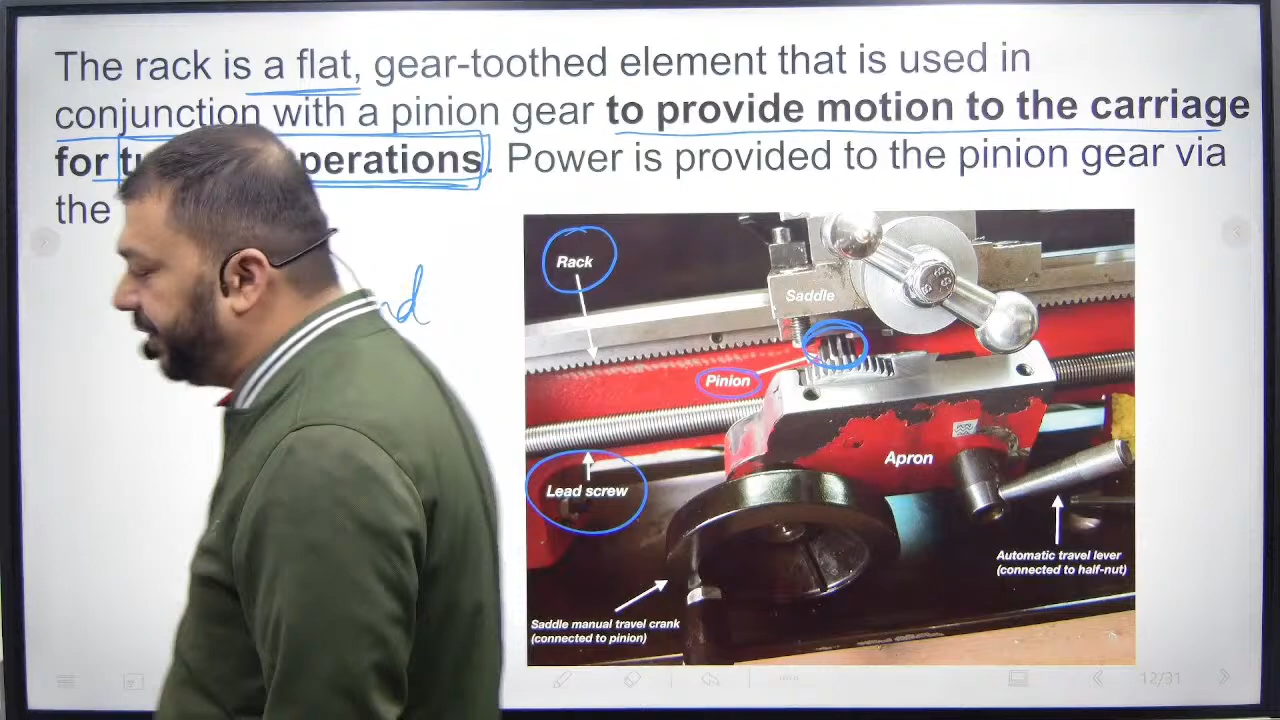 The rack is a flat, gear-toothed element that is used in
conjunction with a pinion gear to provide motion to the carriage
for operations. Power is provided to the pinion gear via
the
Rack
Saddle
Pinion
Apron
Lead screw
Automatic travel lever
(connected to half-nut)
Saddle manual travel crank
(connected to pinion)
12/31